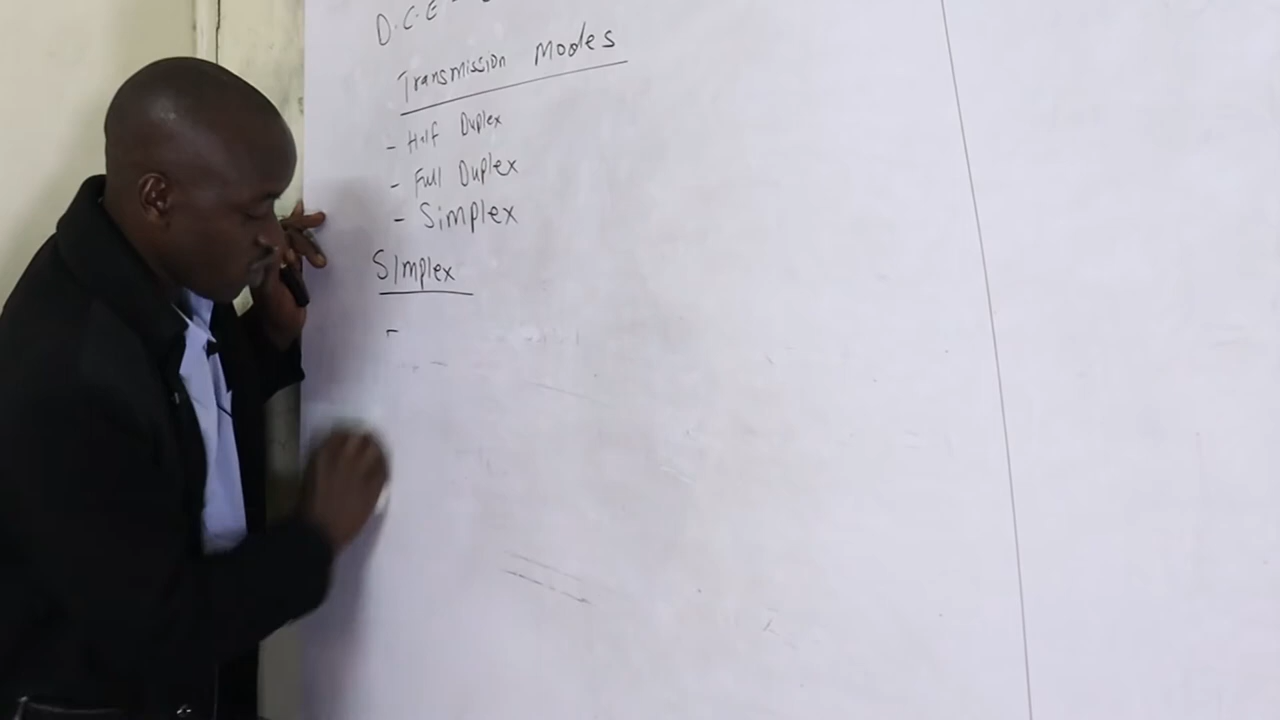 D.C.E -
Transmission Modes
- Half Duplex
- Full Duplex
- Simplex
Simplex
-